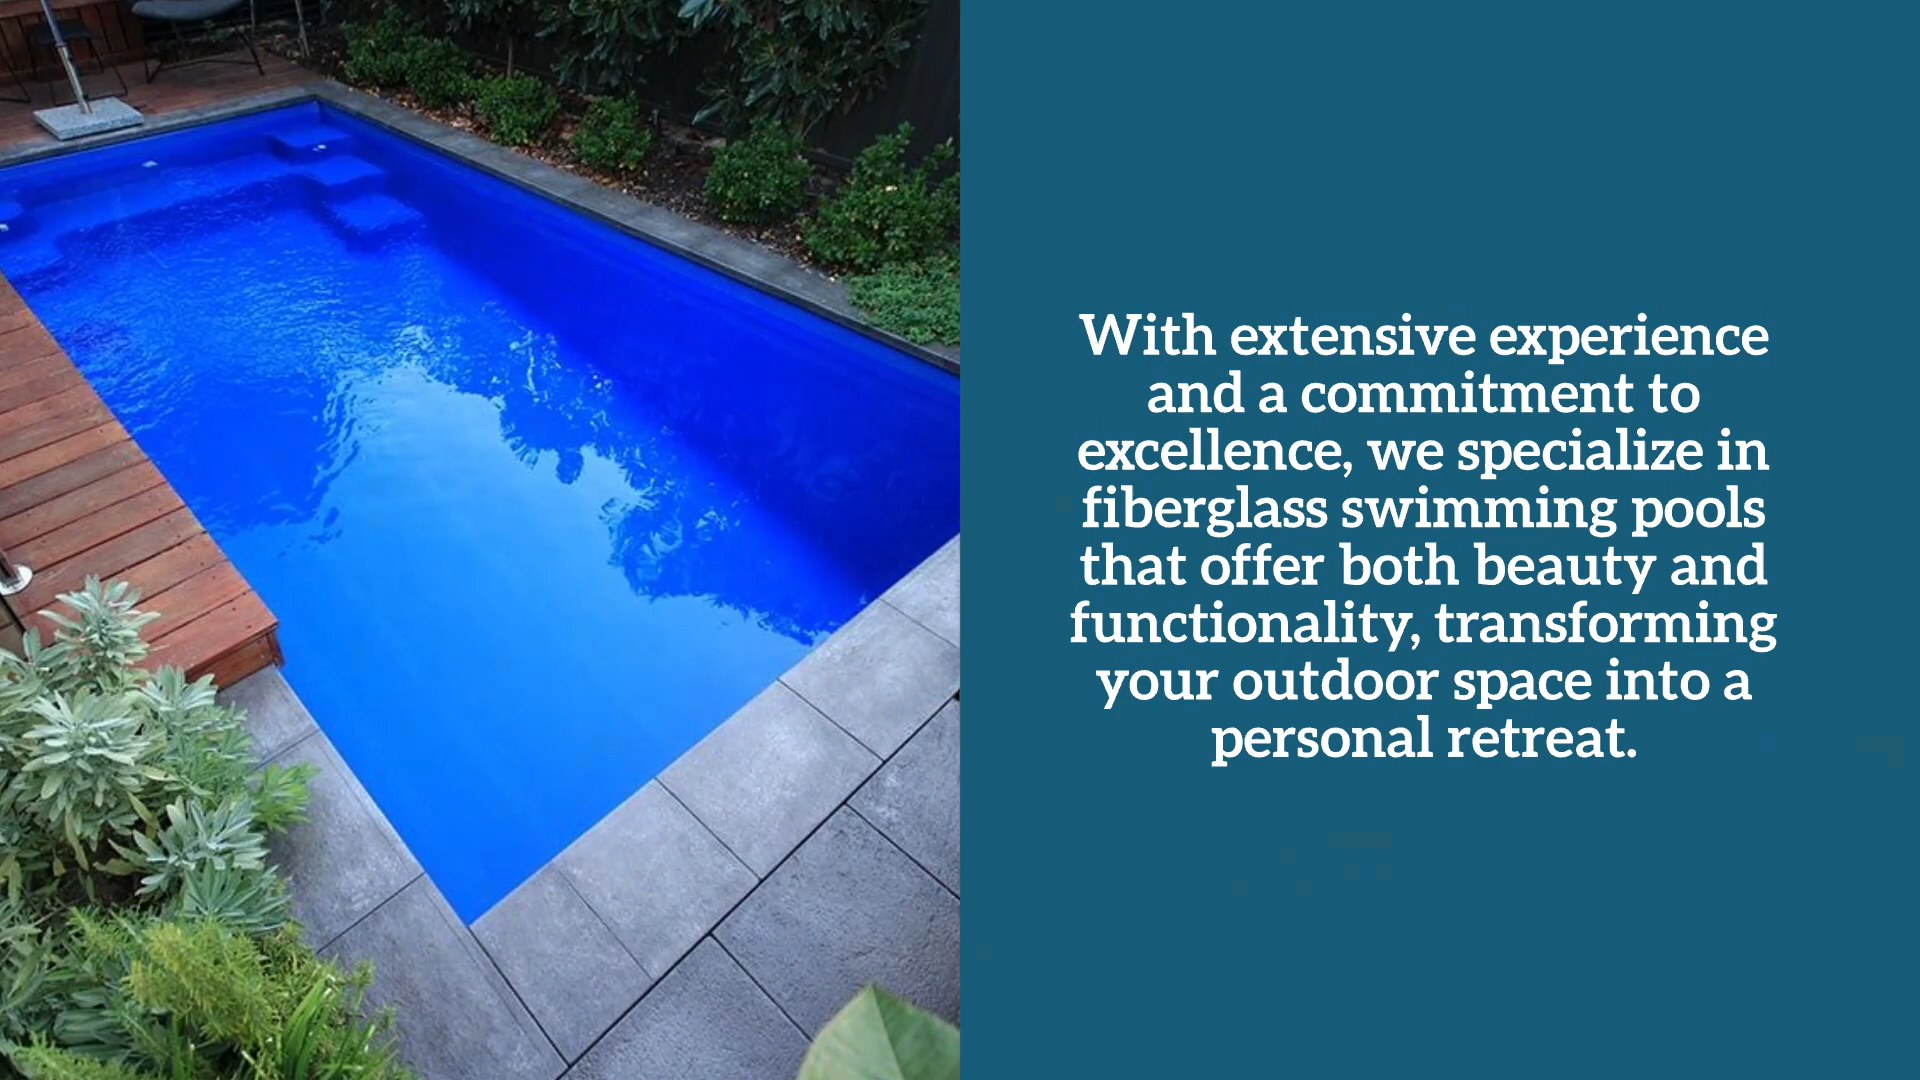 With extensive experience
and a commitment to
excellence, we specialize in
fiberglass swimming pools
that offer both beauty and
functionality, transforming
your outdoor space into a
personal retreat.